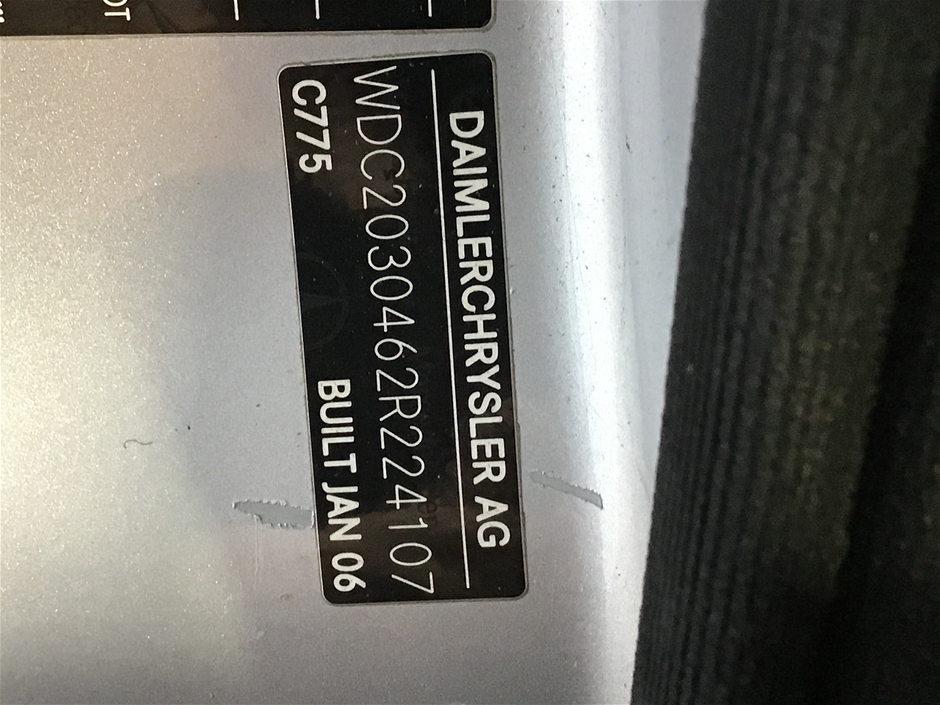 DAIMLERCHRYSLER AG
WDC2030462R224107
C775 BUILT JAN 06